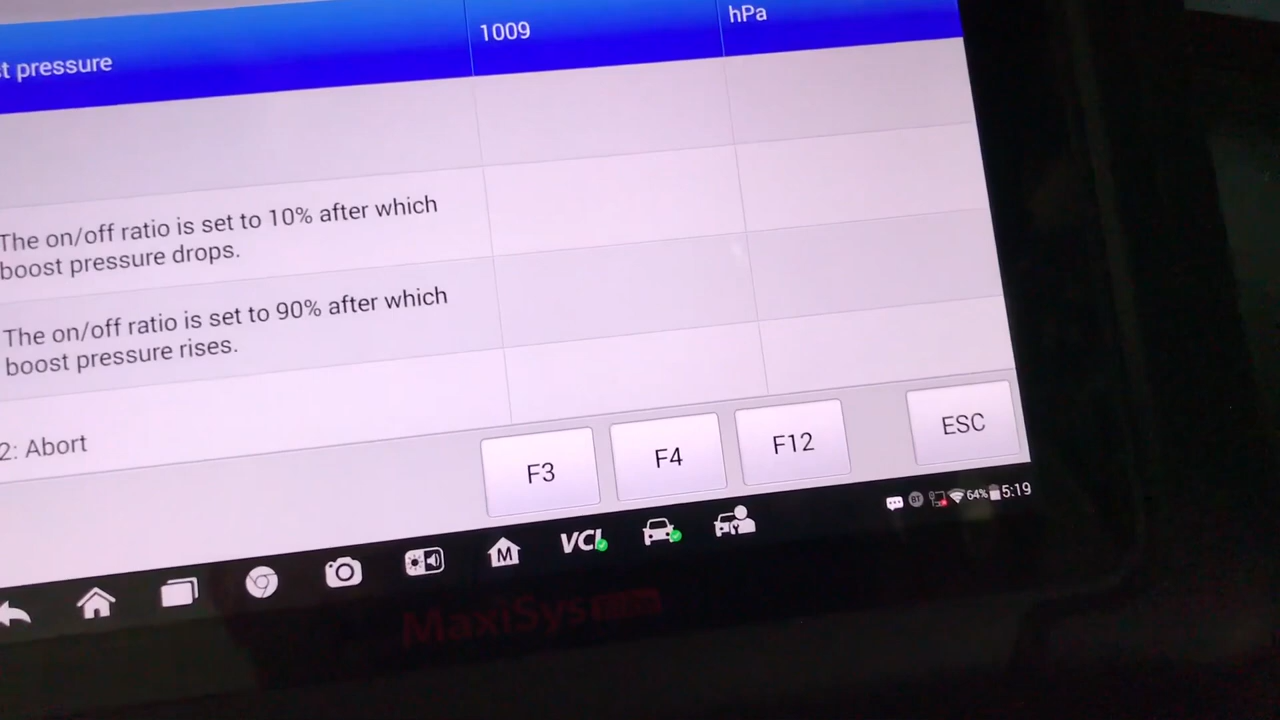 t pressure
1009
hPa
The on/off ratio is set to 10% after which
boost pressure drops.
The on/off ratio is set to 90% after which
boost pressure rises.
2: Abort
F3
F4
F12
ESC
M
VCI
BT
64%
5:19
MaxiSys